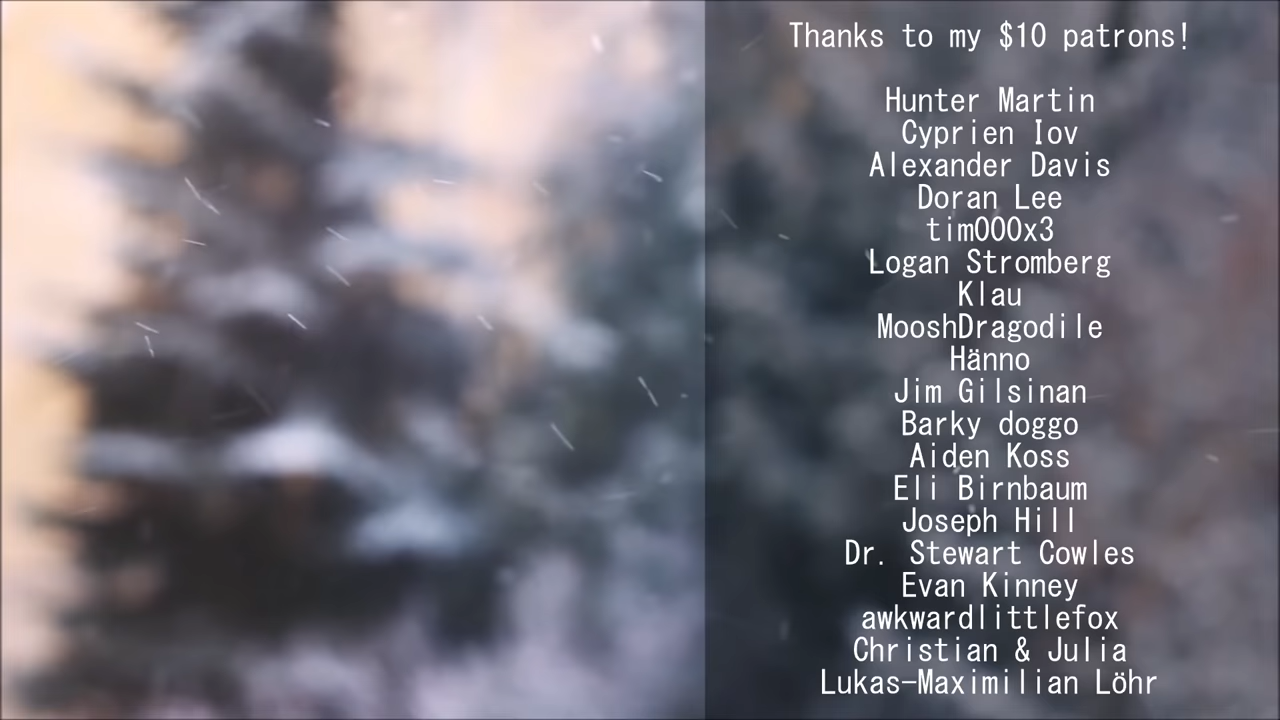 Thanks to my $10 patrons!
Hunter Martin
Cyprien Iov
Alexander Davis
Doran Lee
tim000x3
Logan Stromberg
Klau
MooshDragodile
Hänno
Jim Gilsinan
Barky doggo
Aiden Koss
Eli Birnbaum
Joseph Hill
Dr. Stewart Cowles
Evan Kinney
awkwardlittlefox
Christian & Julia
Lukas-Maximilian Löhr